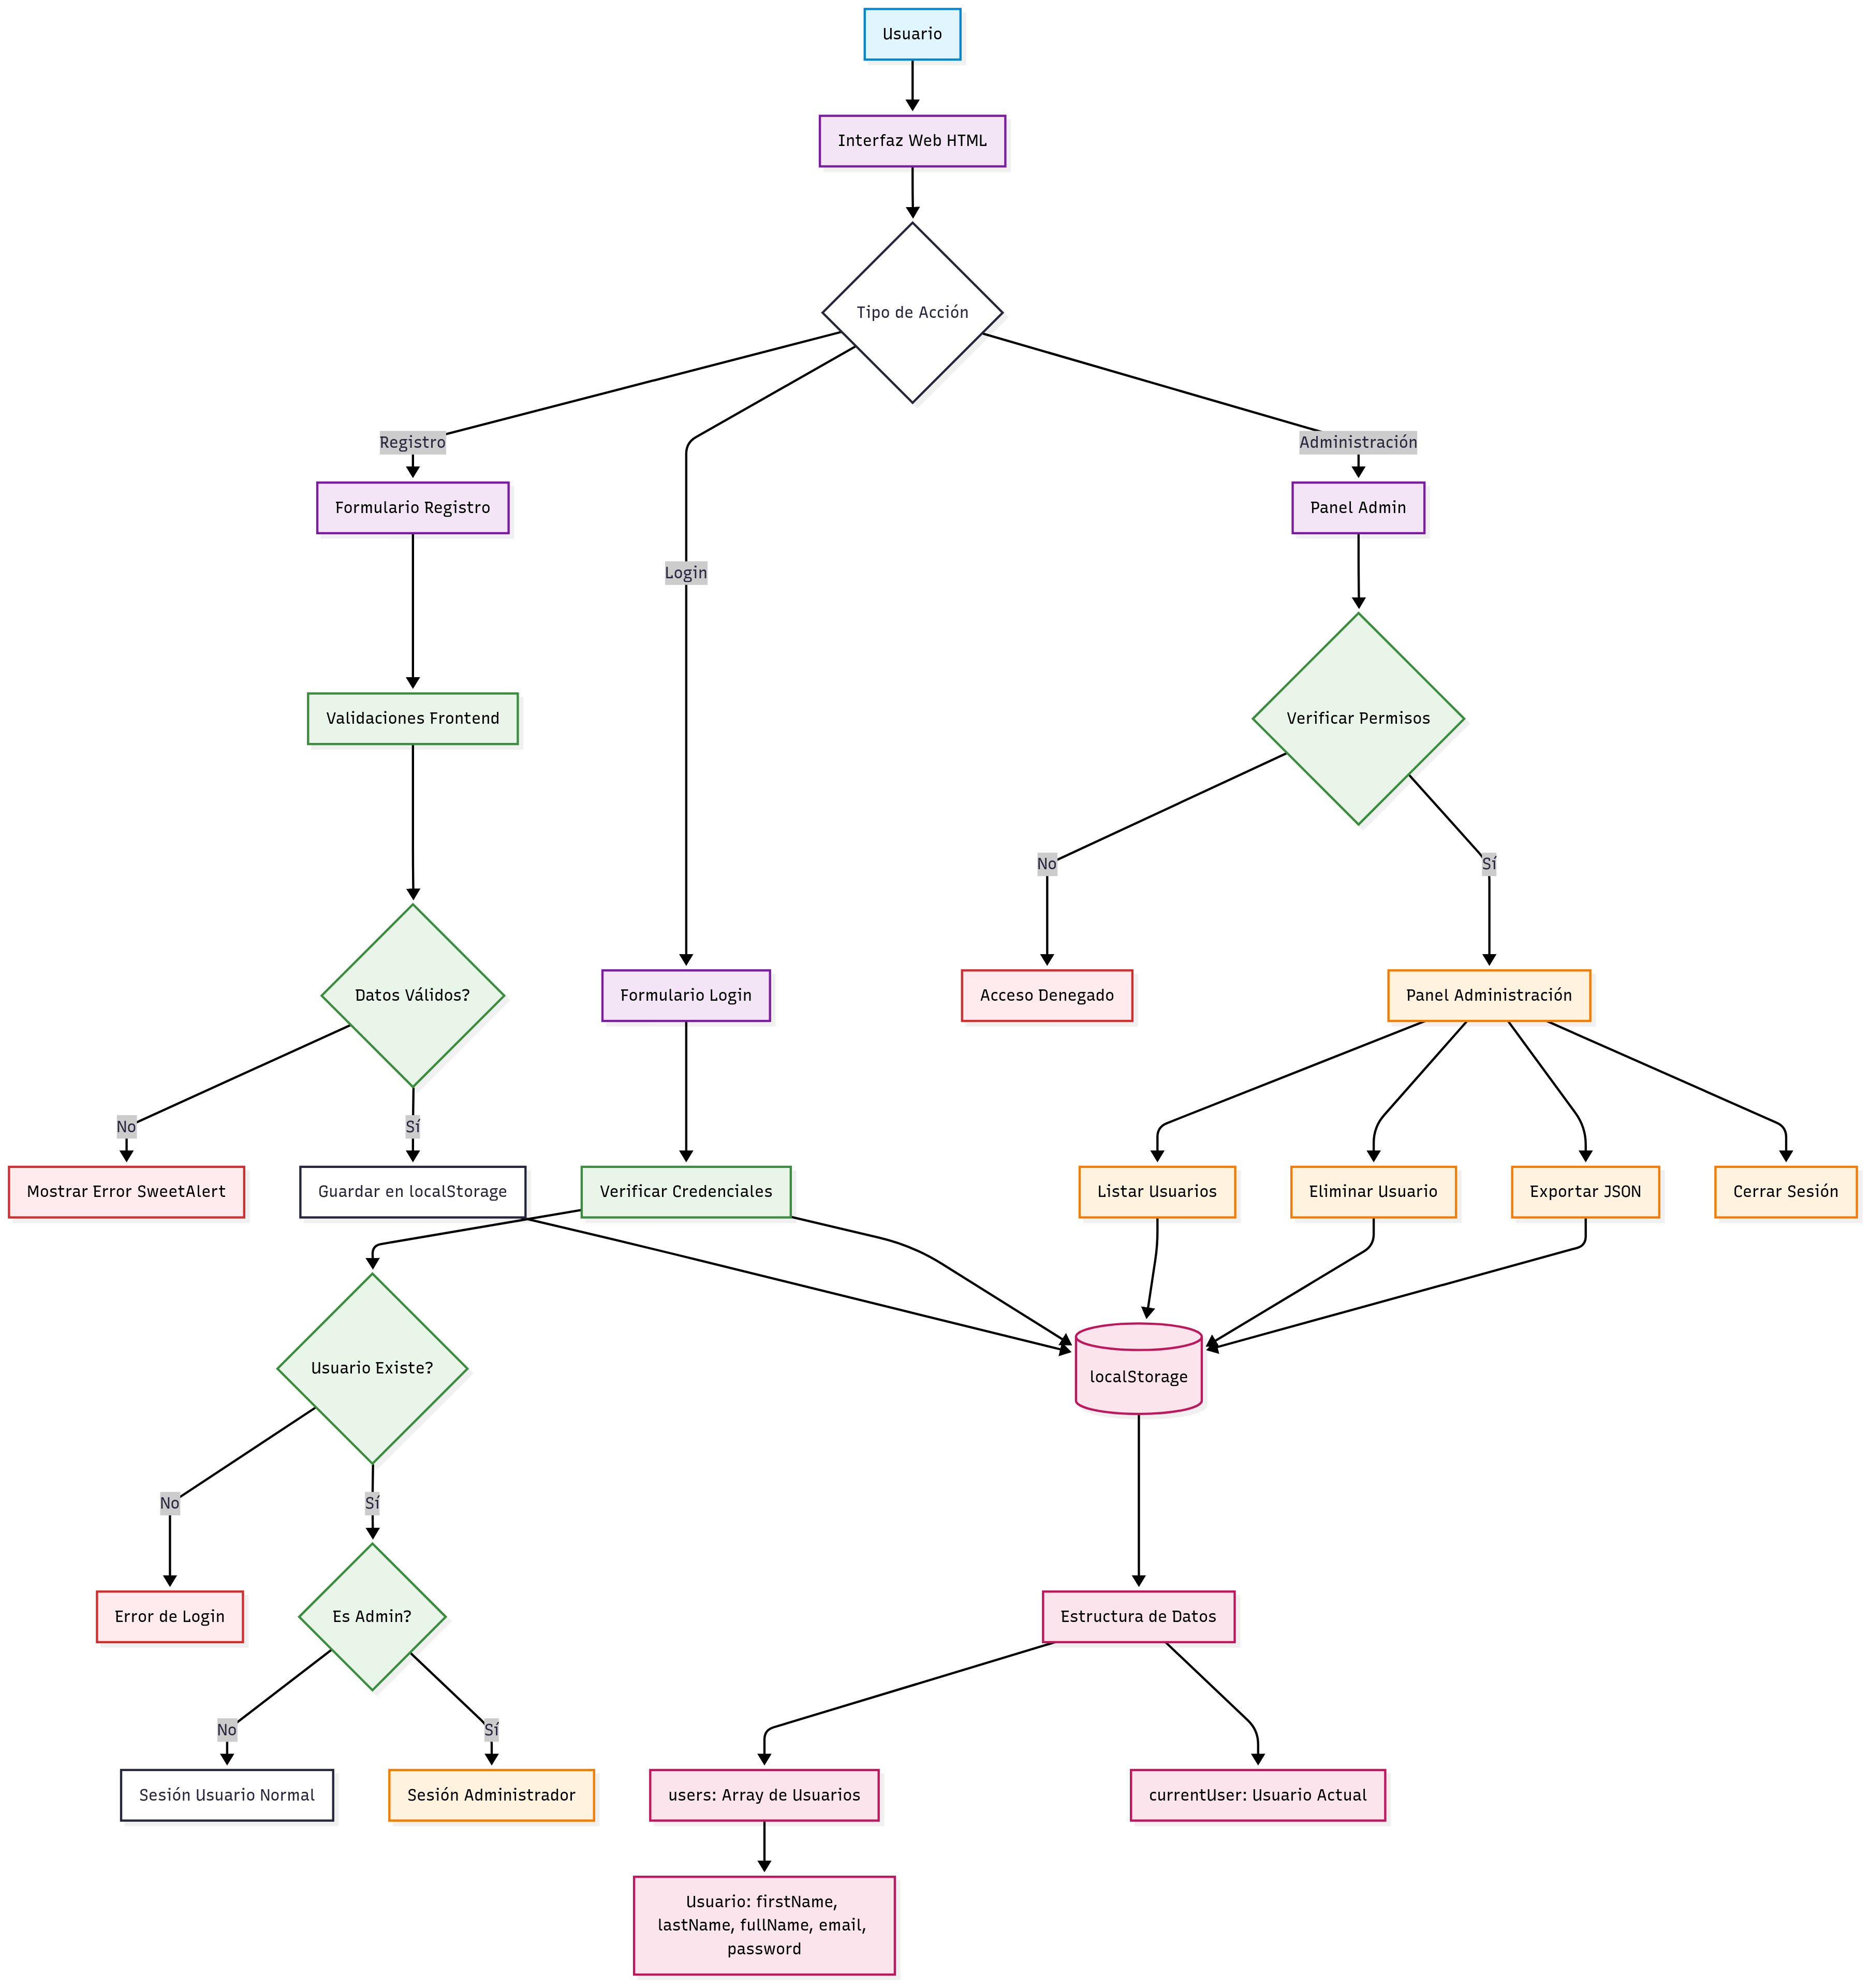 Usuario
Interfaz Web HTML
Tipo de Acción
Registro
Administración
Formulario Registro
Panel Admin
Login
Validaciones Frontend
Verificar Permisos
No
Sí
Datos Válidos?
Formulario Login
Acceso Denegado
Panel Administración
No
Sí
Mostrar Error SweetAlert
Guardar en localStorage
Verificar Credenciales
Listar Usuarios
Eliminar Usuario
Exportar JSON
Cerrar Sesión
Usuario Existe?
localStorage
No
Sí
Error de Login
Es Admin?
Estructura de Datos
No
Sí
Sesión Usuario Normal
Sesión Administrador
users: Array de Usuarios
currentUser: Usuario Actual
Usuario: firstName,
lastName, fullName, email,
password